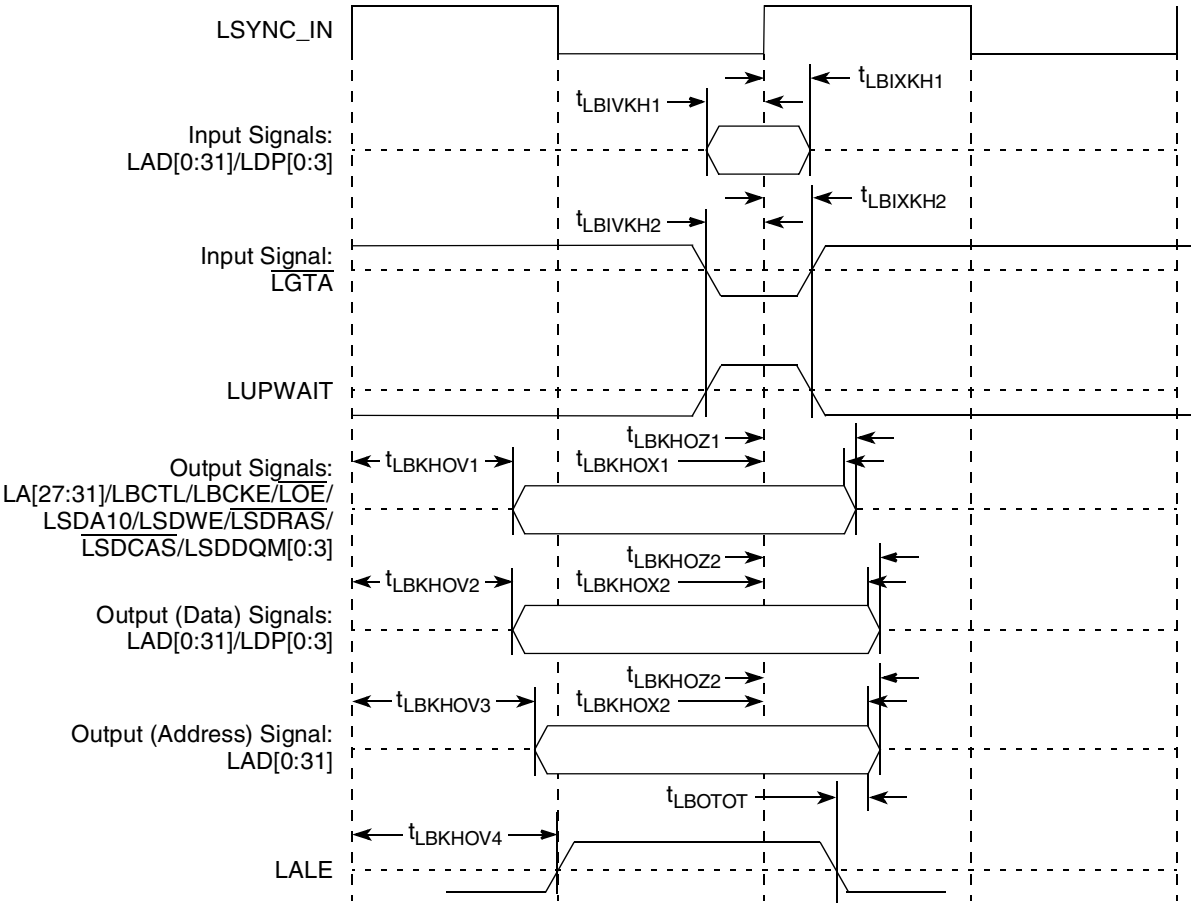 LSYNC_IN
tLBIXKH1
tLBIVKH1
Input Signals:
LAD[0:31]/LDP[0:3]
tLBIXKH2
tLBIVKH2
Input Signal:
LGTA
LUPWAIT
tLBKHOZ1
tLBKHOV1
tLBKHOX1
Output Signals:
LA[27:31]/LBCTL/LBCKE/LOE/
LSDA10/LSDWE/LSDRAS/
LSDCAS/LSDDQM[0:3]
tLBKHOZ2
tLBKHOV2
tLBKHOX2
Output (Data) Signals:
LAD[0:31]/LDP[0:3]
tLBKHOZ2
tLBKHOV3
tLBKHOX2
Output (Address) Signal:
LAD[0:31]
tLBOTOT
tLBKHOV4
LALE